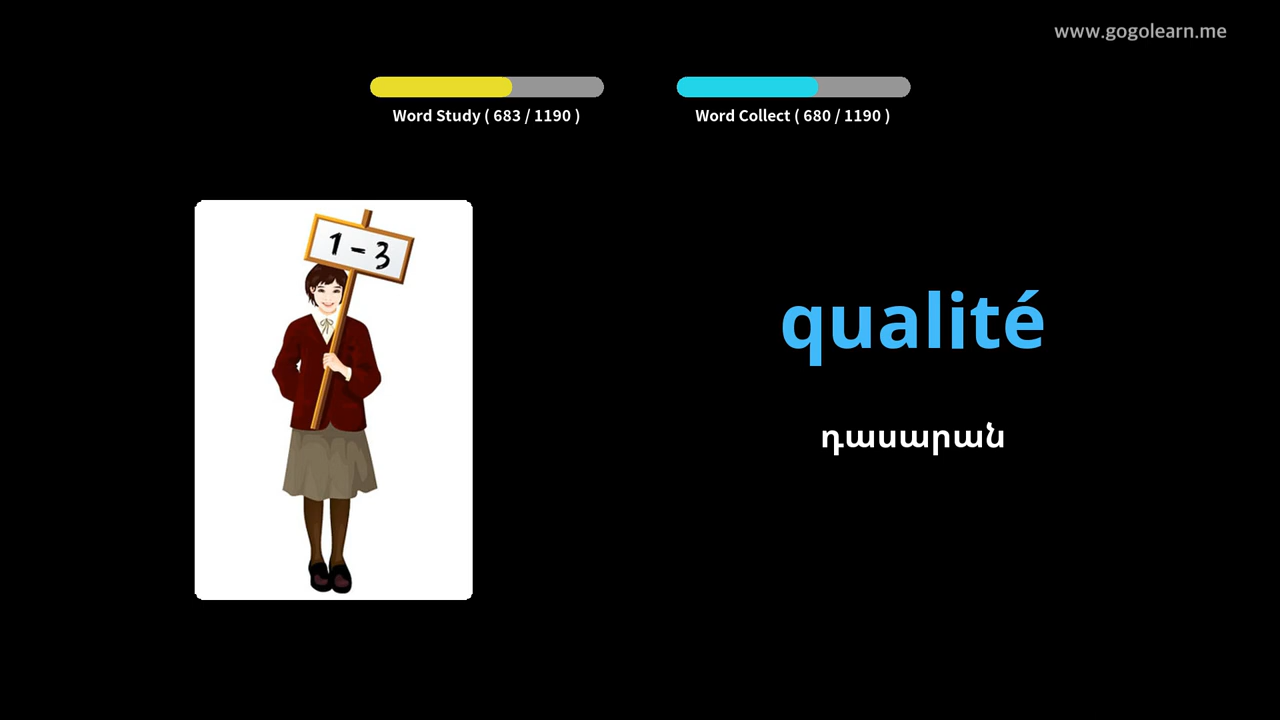 www.gogolearn.me
Word Study ( 683 / 1190 )
Word Collect ( 680 / 1190 )
1 - 3
qualité
դասարան